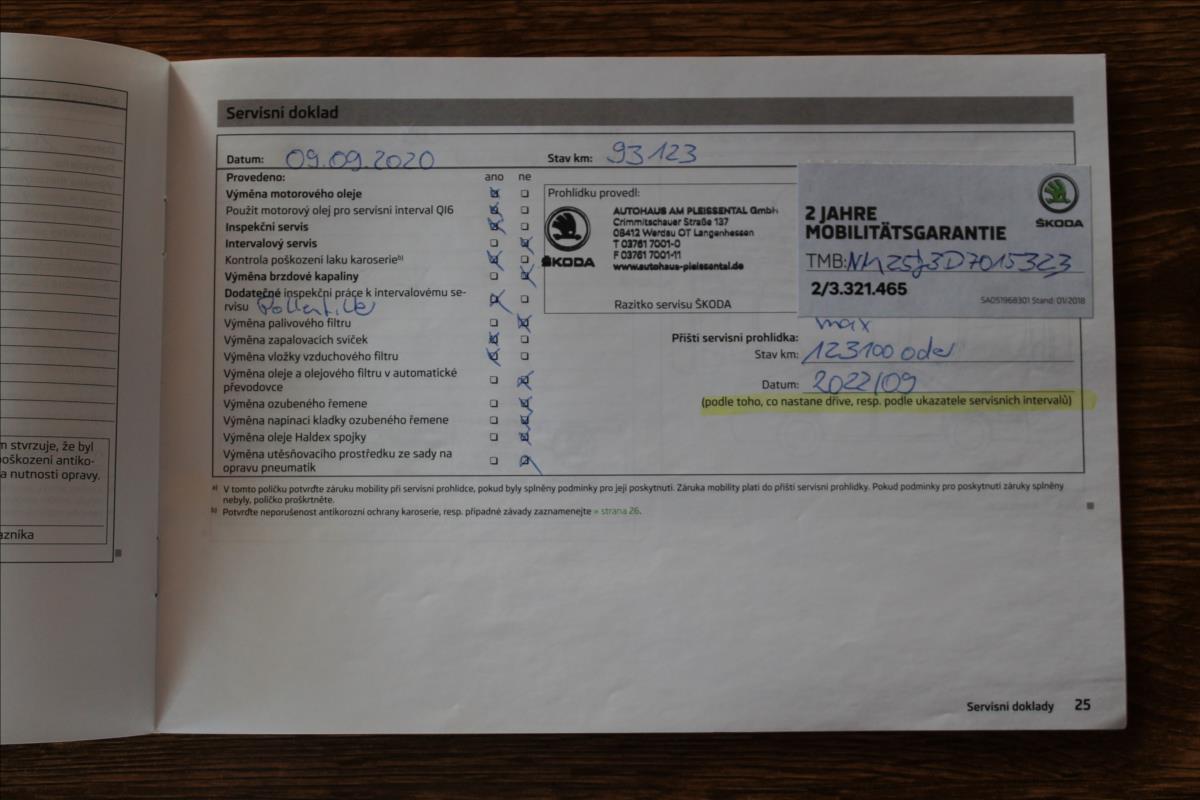 Servisní doklad
Datum: 09.09.2020 Stav km: 93123
Provedeno: ano ne
Výměna motorového oleje
Použit motorový olej pro servisní interval QI6
Inspekční servis
Intervalový servis
Kontrola poškození laku karoserie b)
Výměna brzdové kapaliny
Dodatečné inspekční práce k intervalovému se-
rvisu Pollenfilter
Výměna palivového filtru
Výměna zapalovacích svíček
Výměna vložky vzduchového filtru
Výměna oleje a olejového filtru v automatické
převodovce
Výměna ozubeného řemene
Výměna napínací kladky ozubeného řemene
Výměna oleje Haldex spojky
Výměna utěsňovacího prostředku ze sady na
opravu pneumatik
Prohlídku provedl:
AUTOHAUS AM PLEISSENTAL GmbH
Crimmitschauer Straße 137
08412 Werdau OT Langenhessen
T 03761 7001-0
F 03761 7001-11
www.autohaus-pleissental.de
ŠKODA
Razítko servisu ŠKODA
ŠKODA
2 JAHRE
MOBILITÄTSGARANTIE
TMB:
2/3.321.465
SA051968301 Stand: 01/2018
max
Příští servisní prohlídka:
Stav km: 123100 oder
Datum: 2022/09
(podle toho, co nastane dříve, resp. podle ukazatele servisních intervalů)
a) V tomto políčku potvrďte záruku mobility při servisní prohlídce, pokud byly splněny podmínky pro její poskytnutí. Záruka mobility platí do příští servisní prohlídky. Pokud podmínky pro poskytnutí záruky splněny
nebyly, políčko proškrtněte.
b) Potvrďte neporušenost antikorozní ochrany karoserie, resp. případné závady zaznamenejte » strana 26.
Servisní doklady 25
m stvrzuje, že byl
poškození antiko-
a nutnosti opravy.
azníka